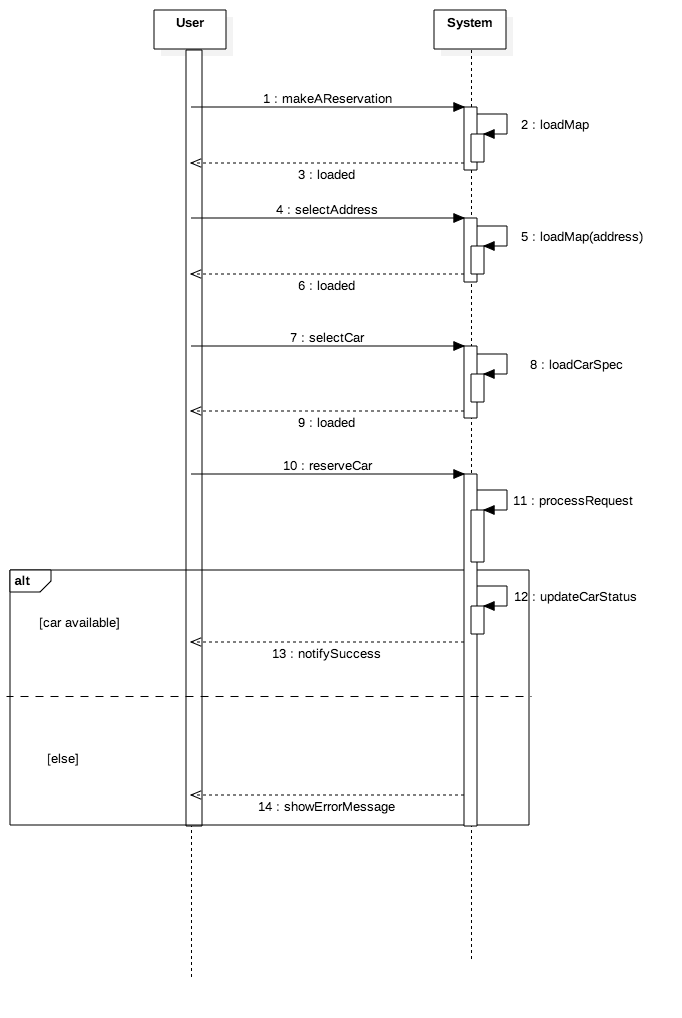 User
System
1 : makeAReservation
2 : loadMap
3 : loaded
4 : selectAddress
5 : loadMap(address)
6 : loaded
7 : selectCar
8 : loadCarSpec
9 : loaded
10 : reserveCar
11 : processRequest
alt
12 : updateCarStatus
[car available]
13 : notifySuccess
[else]
14 : showErrorMessage